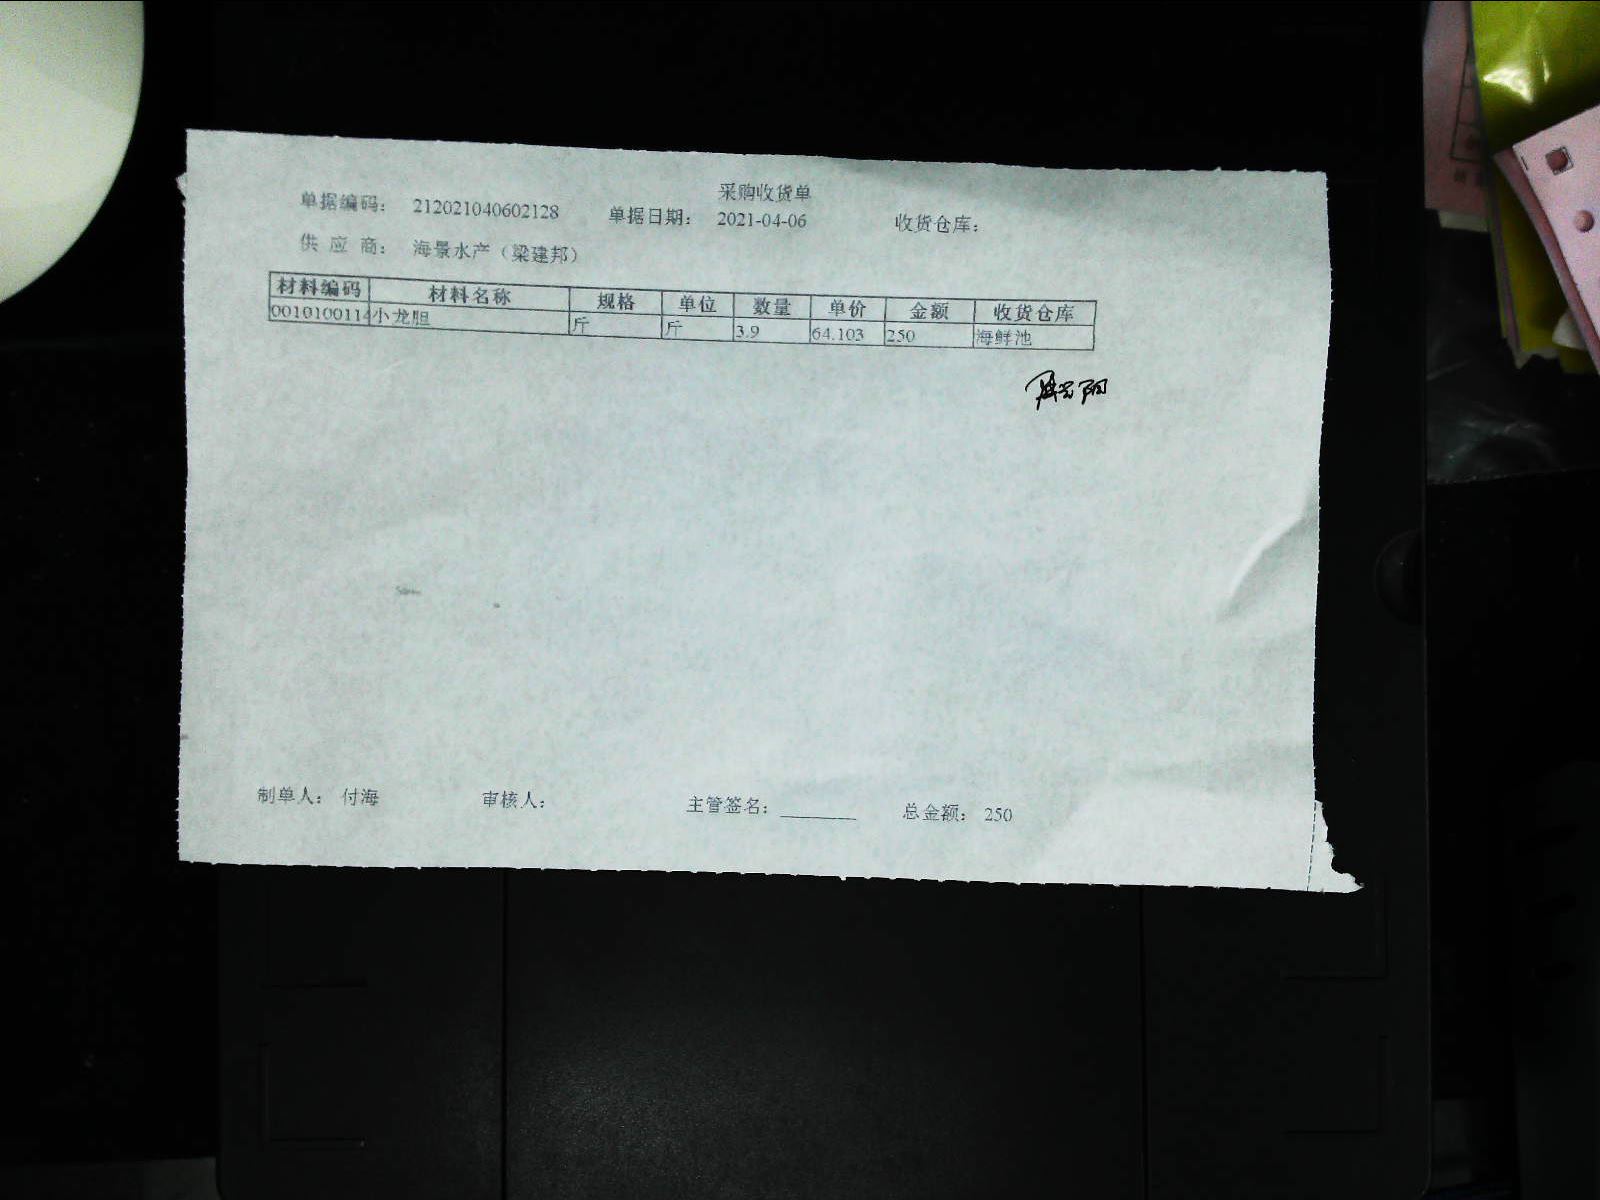 采购收货单
单据编码: 212021040602128 单据日期: 2021-04-06 收货仓库:
供应商: 海景水产(梁建邦)
材料编码 材料名称 规格 单位 数量 单价 金额 收货仓库
0010100114 小龙胆 斤 斤 3.9 64.103 250 海鲜池
制单人: 付海 审核人: 主管签名: ________ 总金额: 250